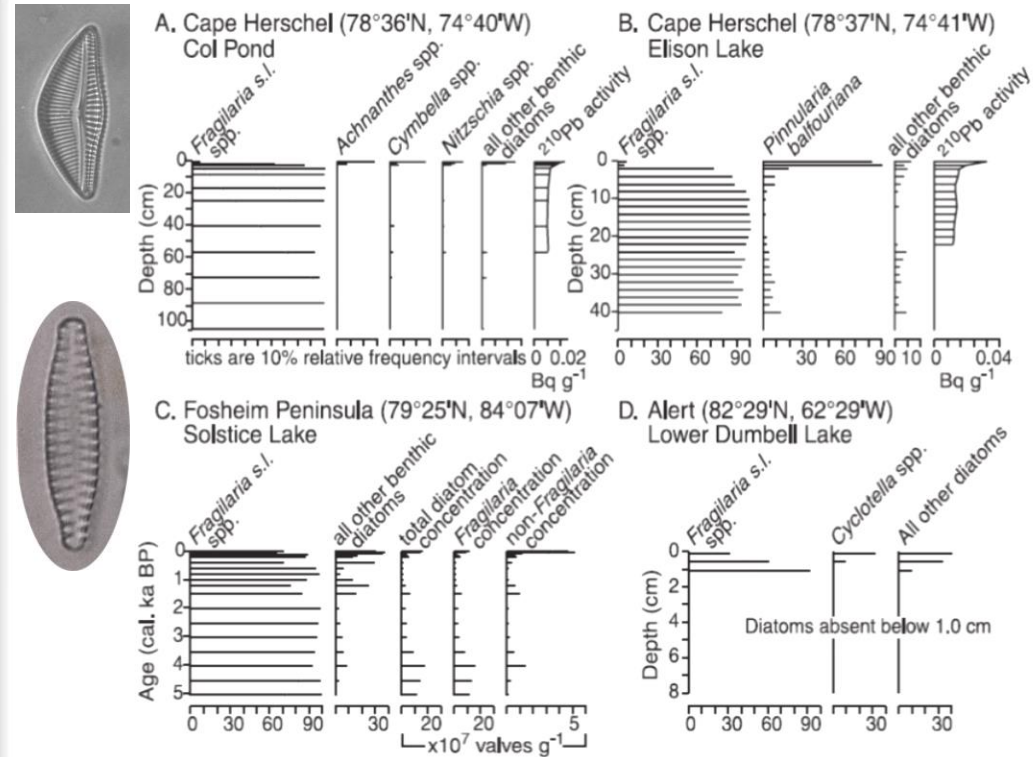 A. Cape Herschel (78°36'N, 74°40'W)
Col Pond
Fragilaria s.l.
spp.
Achnanthes spp.
Cymbella spp.
Nitzschia spp.
all other benthic
diatoms
210Pb activity
Depth (cm)
0
20
40
60
80
100
ticks are 10% relative frequency intervals
0 0.02
Bq g⁻¹
B. Cape Herschel (78°37'N, 74°41'W)
Elison Lake
Fragilaria s.l.
spp.
Pinnularia
balfouriana
all other benthic
diatoms
210Pb activity
Depth (cm)
0
10
20
30
40
0 30 60 90
30 60 90
10
0 0.04
Bq g⁻¹
C. Fosheim Peninsula (79°25'N, 84°07'W)
Solstice Lake
Fragilaria s.l.
spp.
all other benthic
diatoms
total diatom
concentration
Fragilaria
concentration
non-Fragilaria
concentration
Age (cal. ka BP)
0
1
2
3
4
5
0 30 60 90
30
20
20
5
x10⁷ valves g⁻¹
D. Alert (82°29'N, 62°29'W)
Lower Dumbell Lake
Fragilaria s.l.
spp.
Cyclotella spp.
All other diatoms
Depth (cm)
0
2
4
6
8
Diatoms absent below 1.0 cm
0 30 60 90
30
30